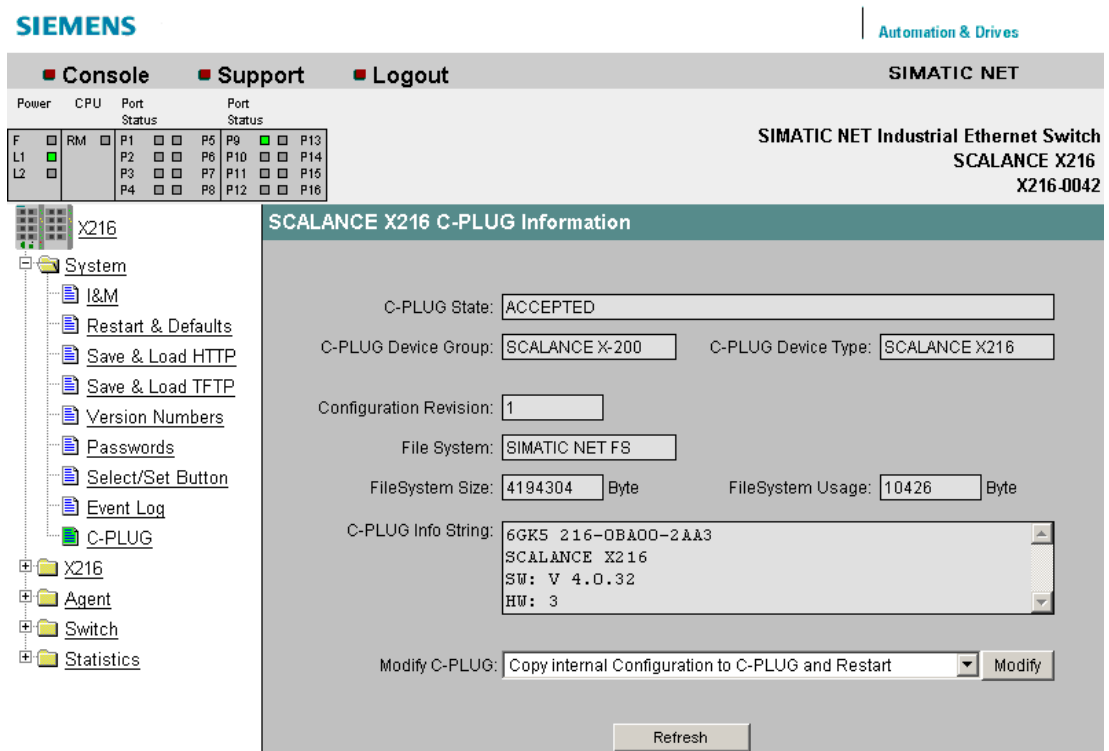 SIEMENS
Automation & Drives
Console Support Logout SIMATIC NET
Power CPU Port Status Port Status
F RM P1 P5 P9 P13
L1 P2 P6 P10 P14
L2 P3 P7 P11 P15
P4 P8 P12 P16
SIMATIC NET Industrial Ethernet Switch
SCALANCE X216
X216-0042
X216
System
I&M
Restart & Defaults
Save & Load HTTP
Save & Load TFTP
Version Numbers
Passwords
Select/Set Button
Event Log
C-PLUG
X216
Agent
Switch
Statistics
SCALANCE X216 C-PLUG Information
C-PLUG State: ACCEPTED
C-PLUG Device Group: SCALANCE X-200 C-PLUG Device Type: SCALANCE X216
Configuration Revision: 1
File System: SIMATIC NET FS
FileSystem Size: 4194304 Byte FileSystem Usage: 10426 Byte
C-PLUG Info String: 6GK5 216-0BA00-2AA3
SCALANCE X216
SW: V 4.0.32
HW: 3
Modify C-PLUG: Copy internal Configuration to C-PLUG and Restart Modify
Refresh